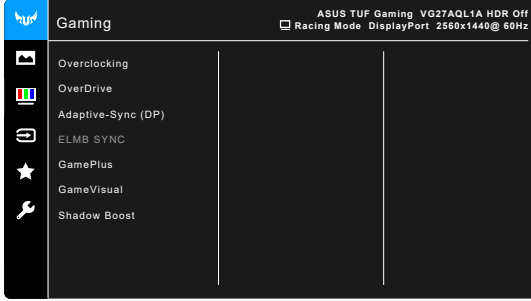 Gaming
ASUS TUF Gaming VG27AQL1A HDR Off
Racing Mode DisplayPort 2560x1440@ 60Hz
Overclocking
OverDrive
Adaptive-Sync (DP)
ELMB SYNC
GamePlus
GameVisual
Shadow Boost